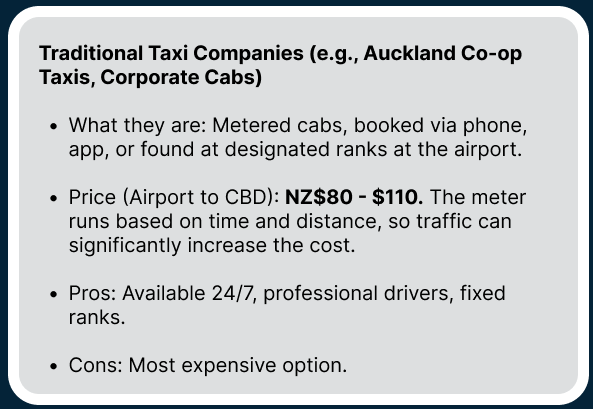 Traditional Taxi Companies (e.g., Auckland Co-op
Taxis, Corporate Cabs)
• What they are: Metered cabs, booked via phone,
app, or found at designated ranks at the airport.
• Price (Airport to CBD): NZ$80 - $110. The meter
runs based on time and distance, so traffic can
significantly increase the cost.
• Pros: Available 24/7, professional drivers, fixed
ranks.
• Cons: Most expensive option.